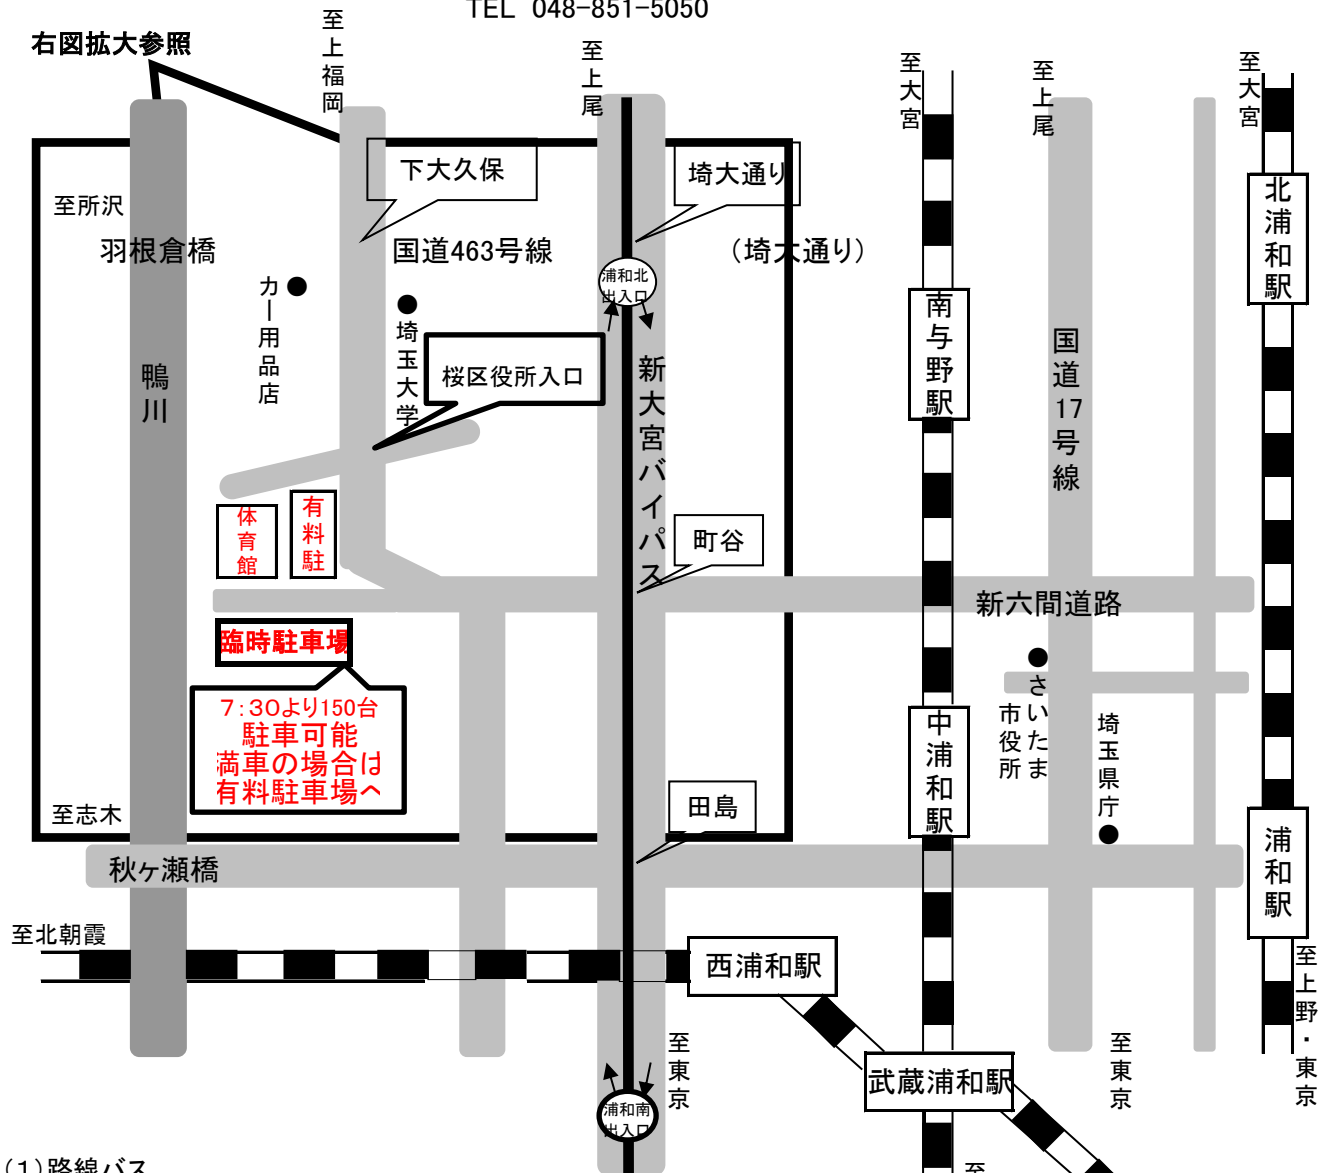 TEL 048-851-5050
右図拡大参照
至上福岡
至上尾
至大宮
至上尾
至大宮
下大久保
埼大通り
至所沢
羽根倉橋
国道463号線
(埼大通り)
北浦和駅
カー用品店
埼玉大学
浦和北
出入口
南与野駅
国道17号線
鴨川
桜区役所入口
新大宮バイパス
体育館
有料駐
町谷
新六間道路
臨時駐車場
7:30より150台
駐車可能
満車の場合は
有料駐車場へ
さいたま
市役所
埼玉県庁
中浦和駅
至志木
田島
浦和駅
秋ヶ瀬橋
至北朝霞
西浦和駅
至上野・東京
至東京
武蔵浦和駅
至東京
浦和南
出入口
(1)路線バス
至